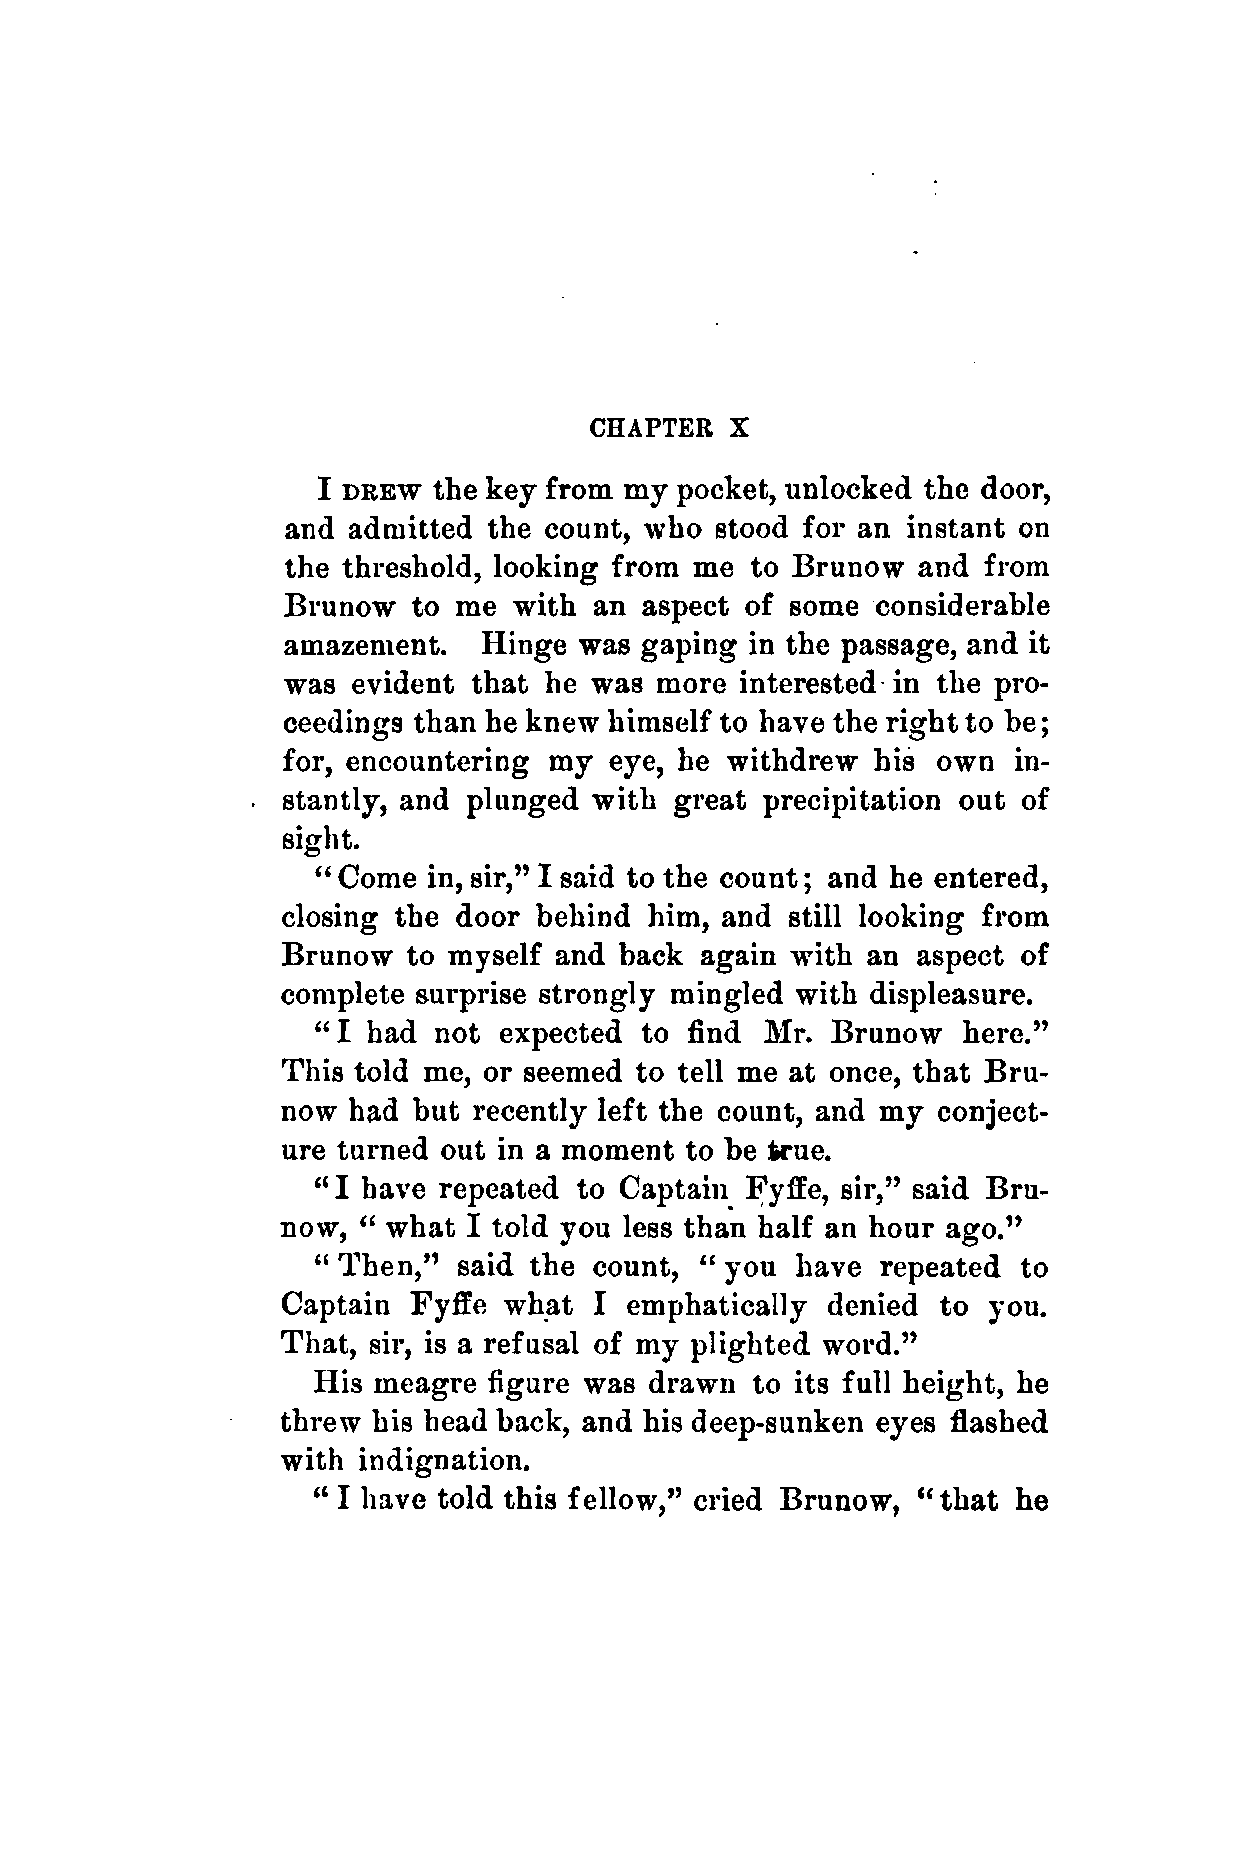 CHAPTER X
I DREW the key from my pocket, unlocked the door,
and admitted the count, who stood for an instant on
the threshold, looking from me to Brunow and from
Brunow to me with an aspect of some considerable
amazement. Hinge was gaping in the passage, and it
was evident that he was more interested in the pro-
ceedings than he knew himself to have the right to be;
for, encountering my eye, he withdrew his own in-
stantly, and plunged with great precipitation out of
sight.
"Come in, sir," I said to the count; and he entered,
closing the door behind him, and still looking from
Brunow to myself and back again with an aspect of
complete surprise strongly mingled with displeasure.
"I had not expected to find Mr. Brunow here."
This told me, or seemed to tell me at once, that Bru-
now had but recently left the count, and my conject-
ure turned out in a moment to be true.
"I have repeated to Captain Fyffe, sir," said Bru-
now, "what I told you less than half an hour ago."
"Then," said the count, "you have repeated to
Captain Fyffe what I emphatically denied to you.
That, sir, is a refusal of my plighted word."
His meagre figure was drawn to its full height, he
threw his head back, and his deep-sunken eyes flashed
with indignation.
"I have told this fellow," cried Brunow, "that he